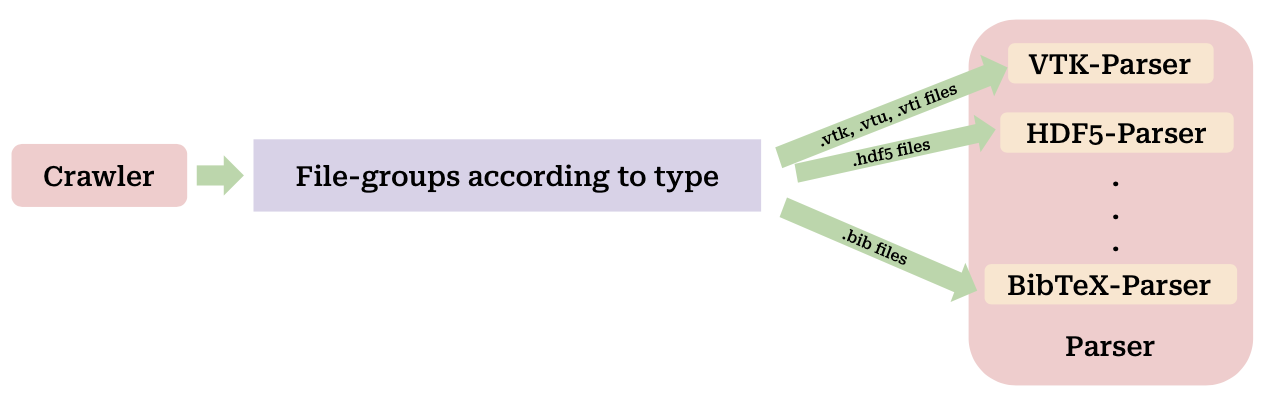 Crawler
File-groups according to type
.vtk, .vtu, .vti files
.hdf5 files
.bib files
VTK-Parser
HDF5-Parser
.
.
.
BibTeX-Parser
Parser